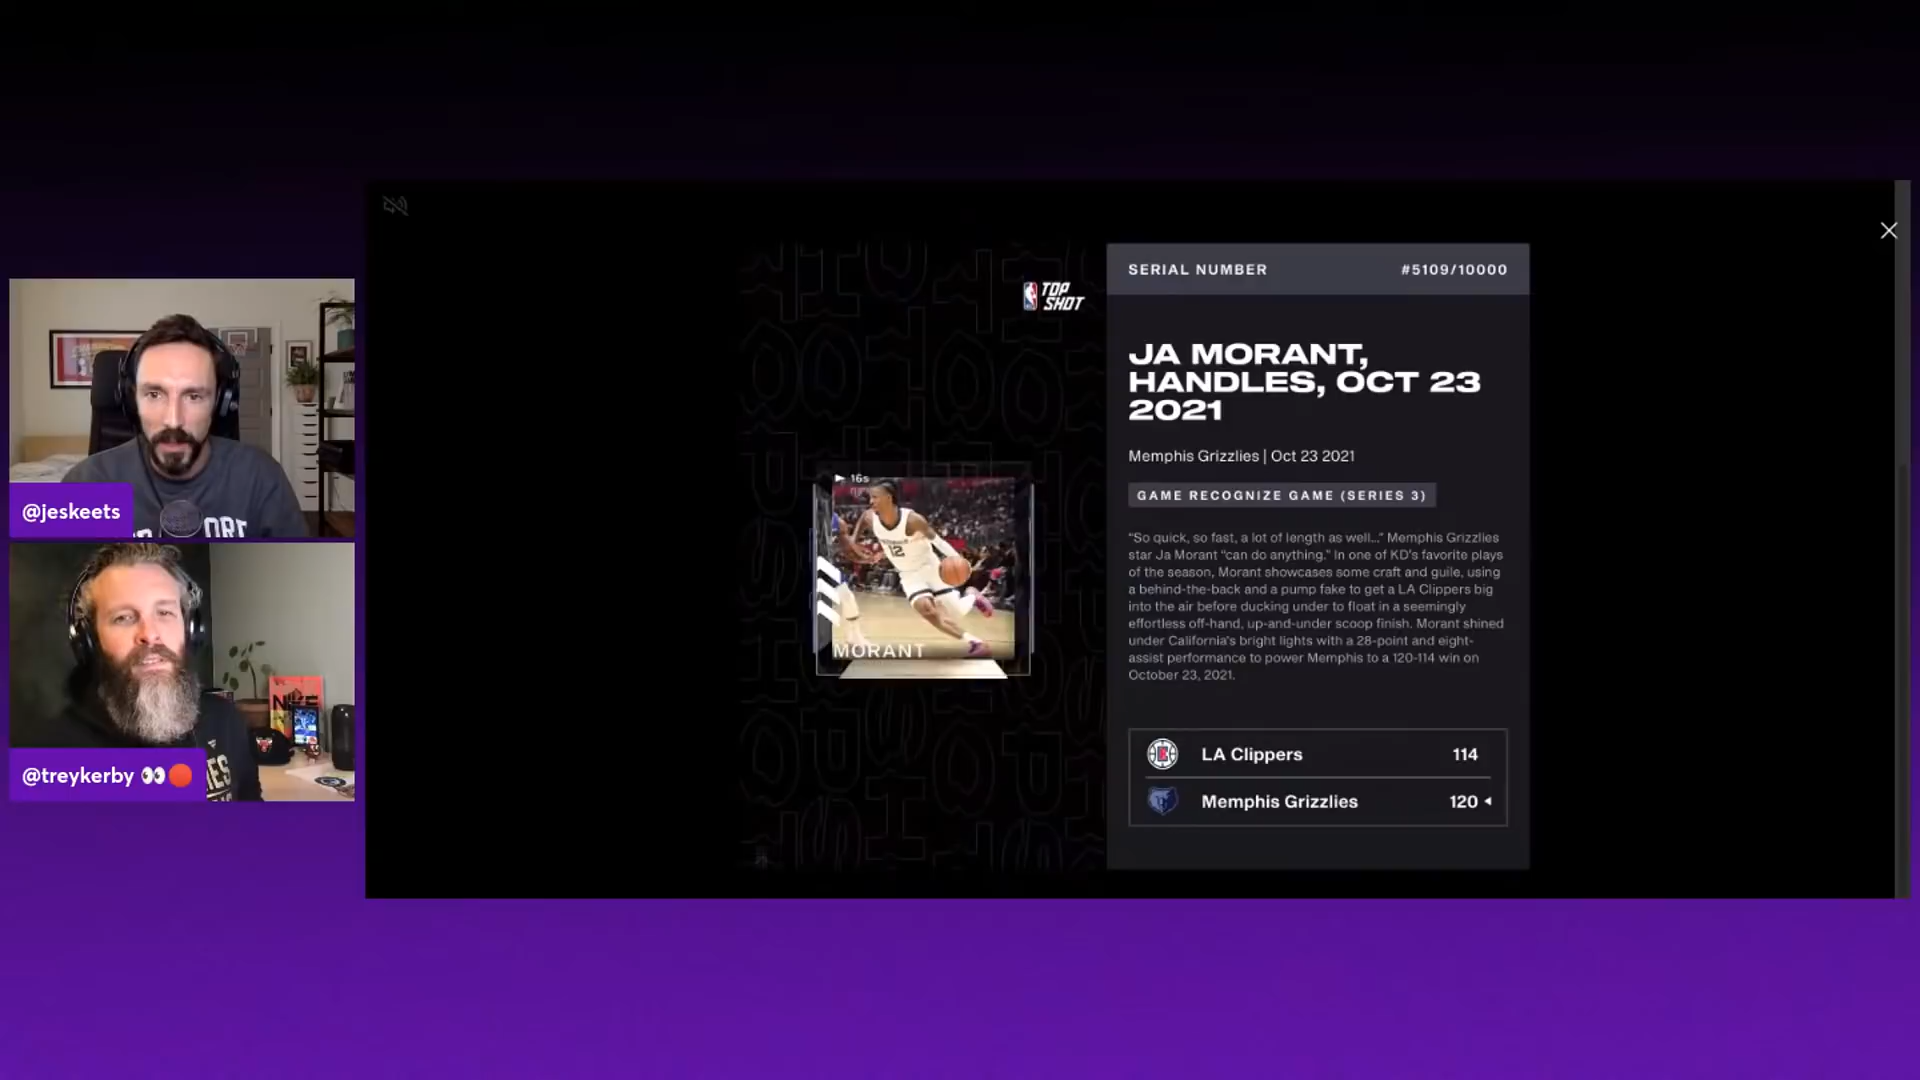 TOP
SHOT
SERIAL NUMBER #5109/10000
JA MORANT,
HANDLES, OCT 23
2021
Memphis Grizzlies | Oct 23 2021
GAME RECOGNIZE GAME (SERIES 3)
"So quick, so fast, a lot of length as well..." Memphis Grizzlies
star Ja Morant "can do anything." In one of KD's favorite plays
of the season, Morant showcases some craft and guile, using
a behind-the-back and a pump fake to get a LA Clippers big
into the air before ducking under to float in a seemingly
effortless off-hand, up-and-under scoop finish. Morant shined
under California's bright lights with a 28-point and eight-
assist performance to power Memphis to a 120-114 win on
October 23, 2021.
LA Clippers 114
Memphis Grizzlies 120
16s
12
MORANT
@jeskeets
NIKE
@treykerby